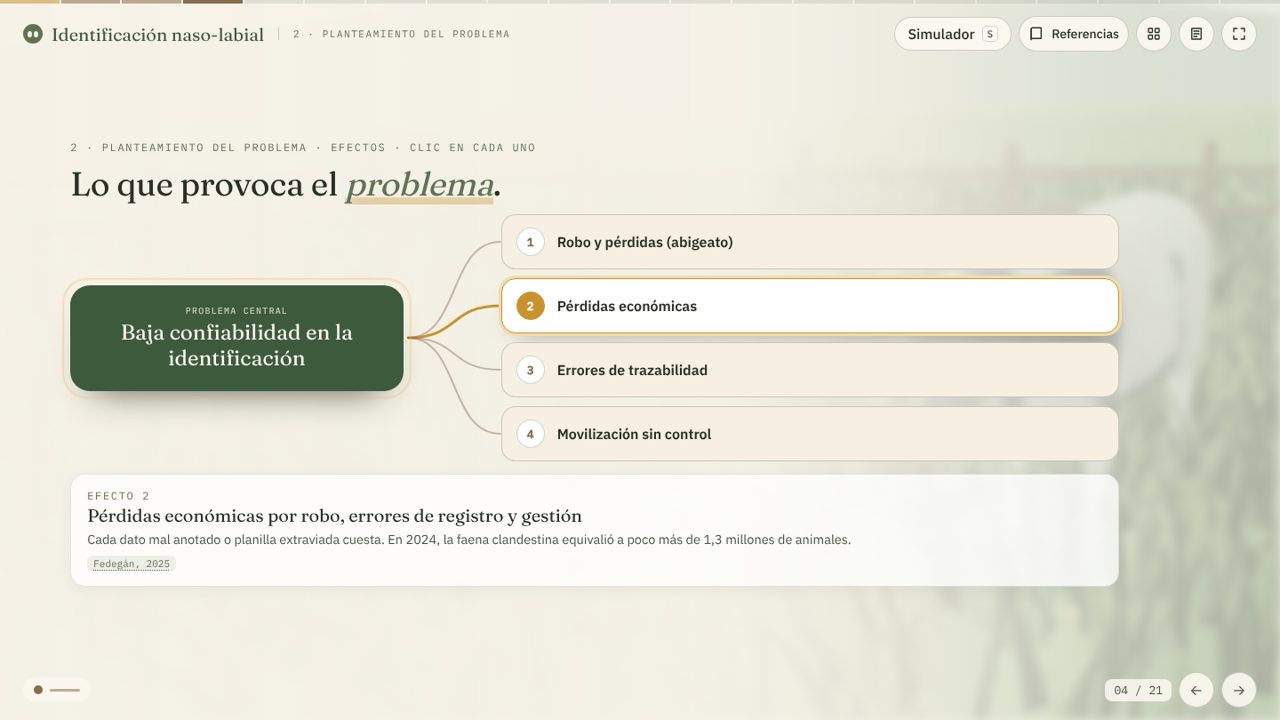 Identificación naso-labial
2 · PLANTEAMIENTO DEL PROBLEMA
Simulador S
Referencias
2 · PLANTEAMIENTO DEL PROBLEMA · EFECTOS · CLIC EN CADA UNO
Lo que provoca el problema.
PROBLEMA CENTRAL
Baja confiabilidad en la
identificación
1 Robo y pérdidas (abigeato)
2 Pérdidas económicas
3 Errores de trazabilidad
4 Movilización sin control
EFECTO 2
Pérdidas económicas por robo, errores de registro y gestión
Cada dato mal anotado o planilla extraviada cuesta. En 2024, la faena clandestina equivalió a poco más de 1,3 millones de animales.
Fedegán, 2025
04 / 21